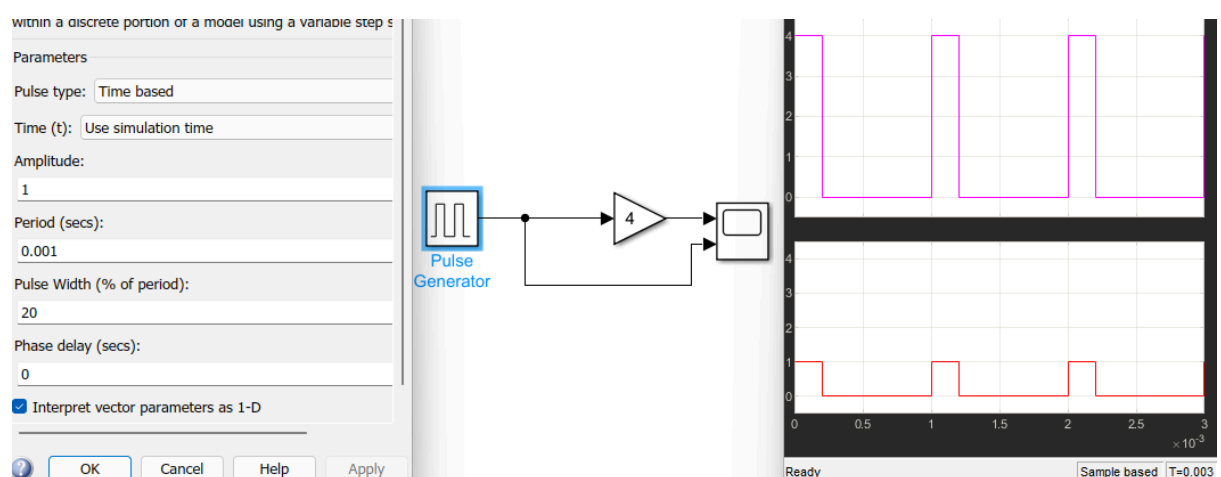 within a discrete portion of a model using a variable step s
Parameters
Pulse type: Time based
Time (t): Use simulation time
Amplitude:
1
Period (secs):
0.001
Pulse Width (% of period):
20
Phase delay (secs):
0
Interpret vector parameters as 1-D
? OK Cancel Help Apply
Pulse
Generator
4
4
3
2
1
0
4
3
2
1
0
0 0.5 1 1.5 2 2.5 3
×10⁻³
Ready Sample based T=0.003